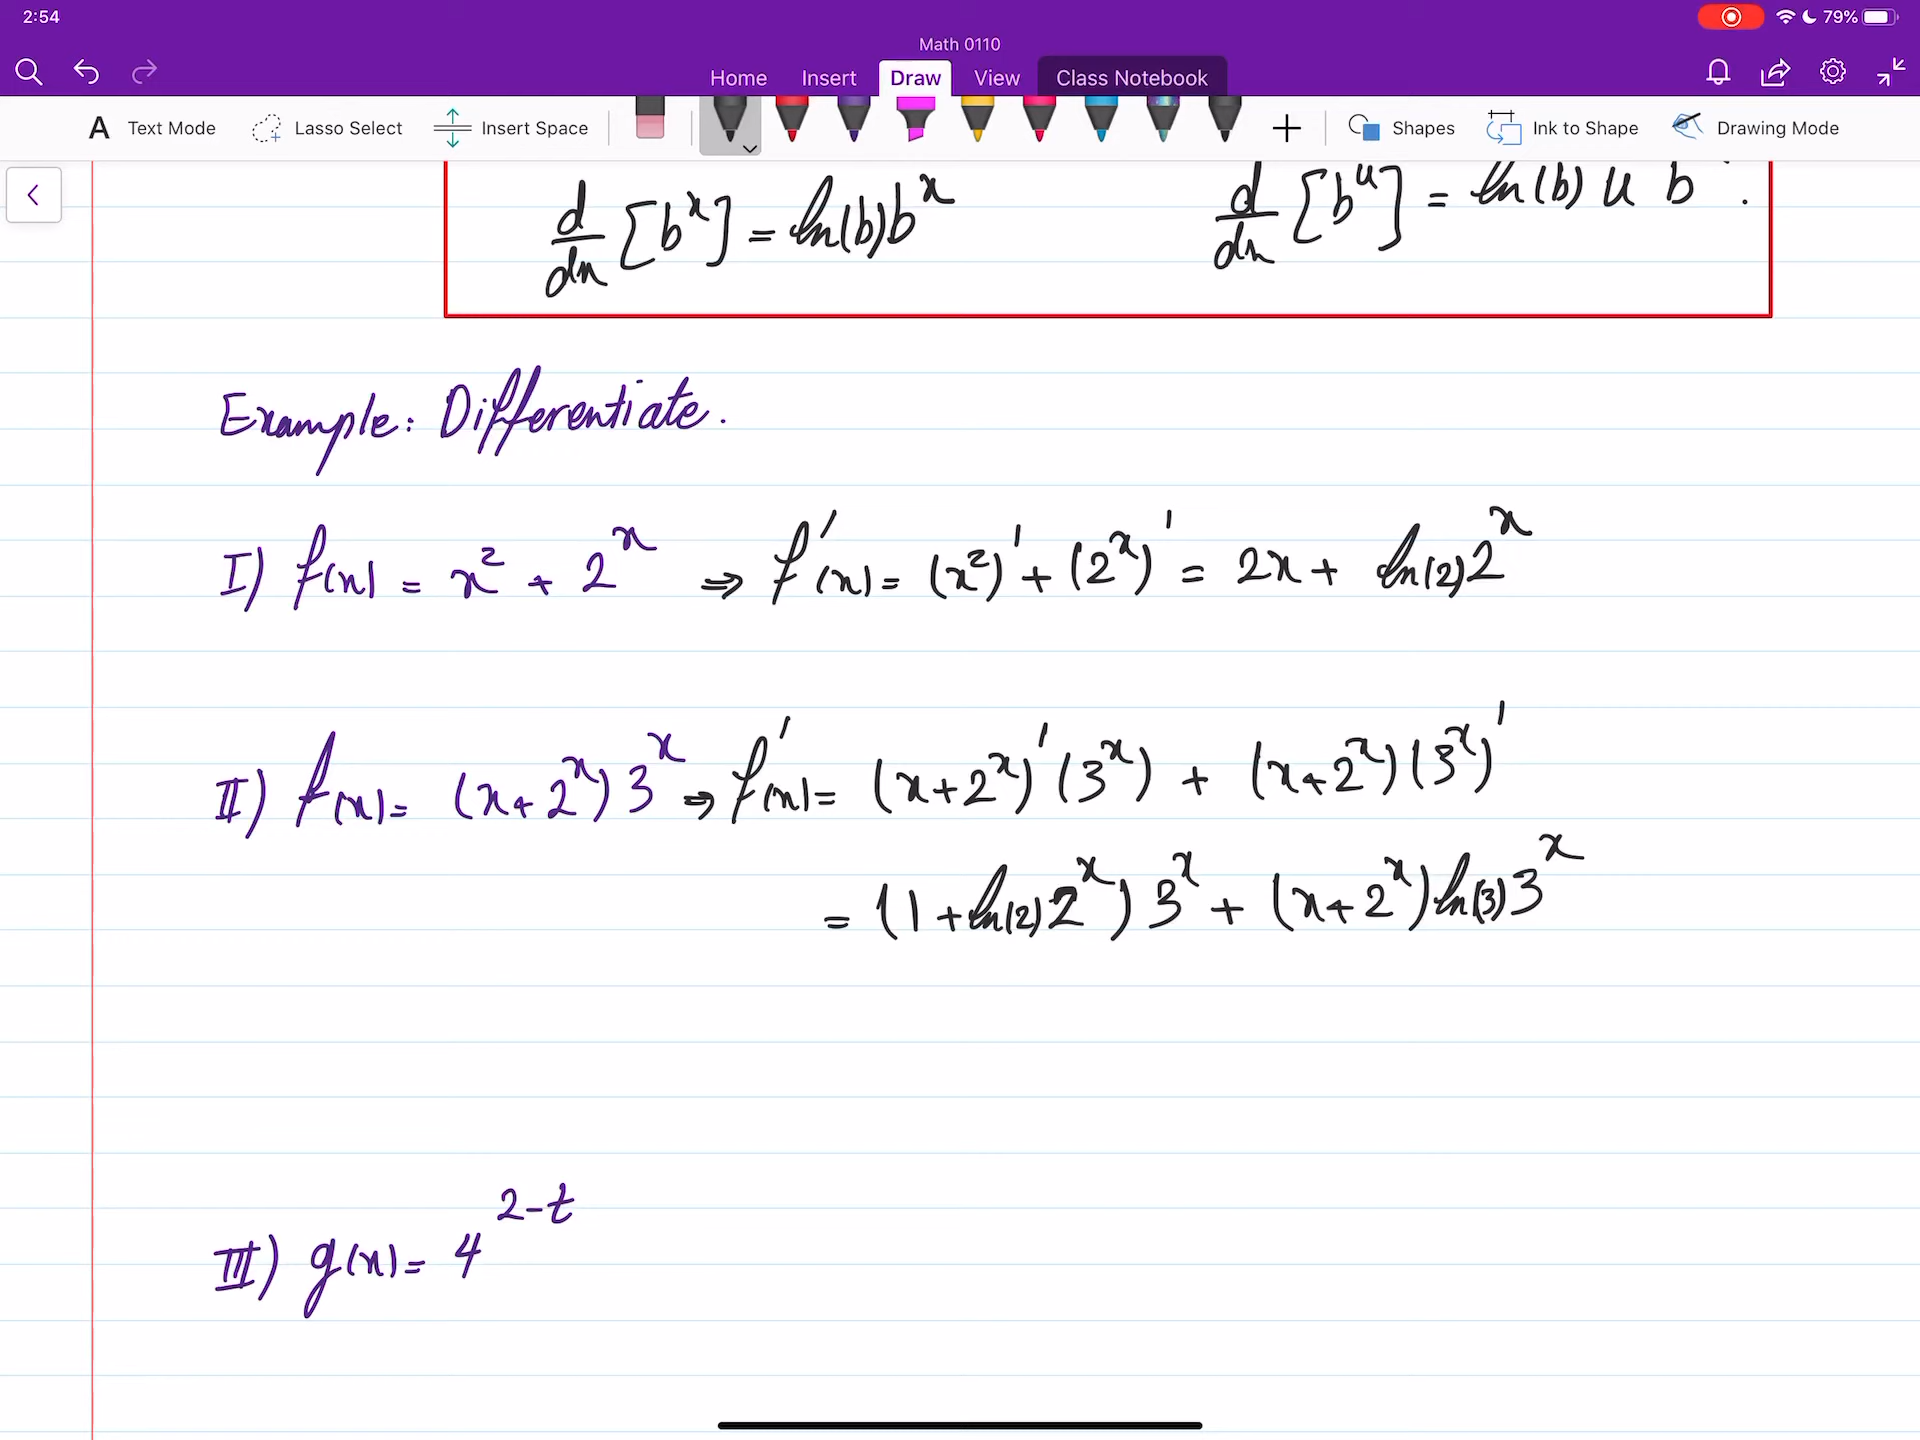 2:54
79%
Math 0110
Home Insert Draw View Class Notebook
A Text Mode Lasso Select Insert Space Shapes Ink to Shape Drawing Mode
d/dx [b^x] = ln(b)b^x
d/dx [b^u] = ln(b) u b .
Example: Differentiate.
I) f(x) = x^2 + 2^x ⇒ f'(x) = (x^2)' + (2^x)' = 2x + ln(2)2^x
II) f(x) = (x+2^x)3^x ⇒ f'(x) = (x+2^x)'(3^x) + (x+2^x)(3^x)'
= (1+ln(2)2^x)3^x + (x+2^x)ln(3)3^x
III) g(x) = 4^{2-t}